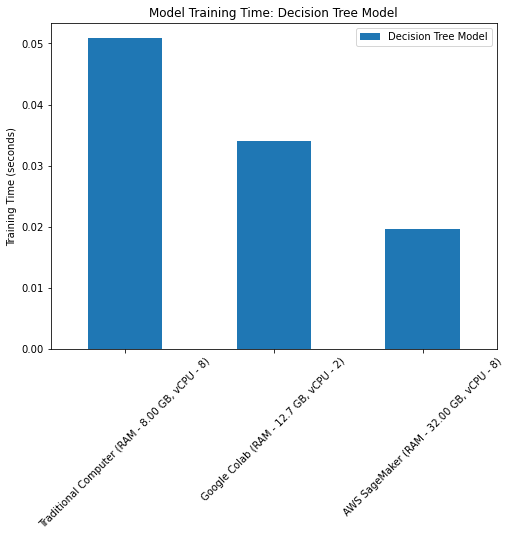 Model Training Time: Decision Tree Model
Decision Tree Model
Training Time (seconds)
0.05
0.04
0.03
0.02
0.01
0.00
Traditional Computer (RAM - 8.00 GB, vCPU - 8)
Google Colab (RAM - 12.7 GB, vCPU - 2)
AWS SageMaker (RAM - 32.00 GB, vCPU - 8)